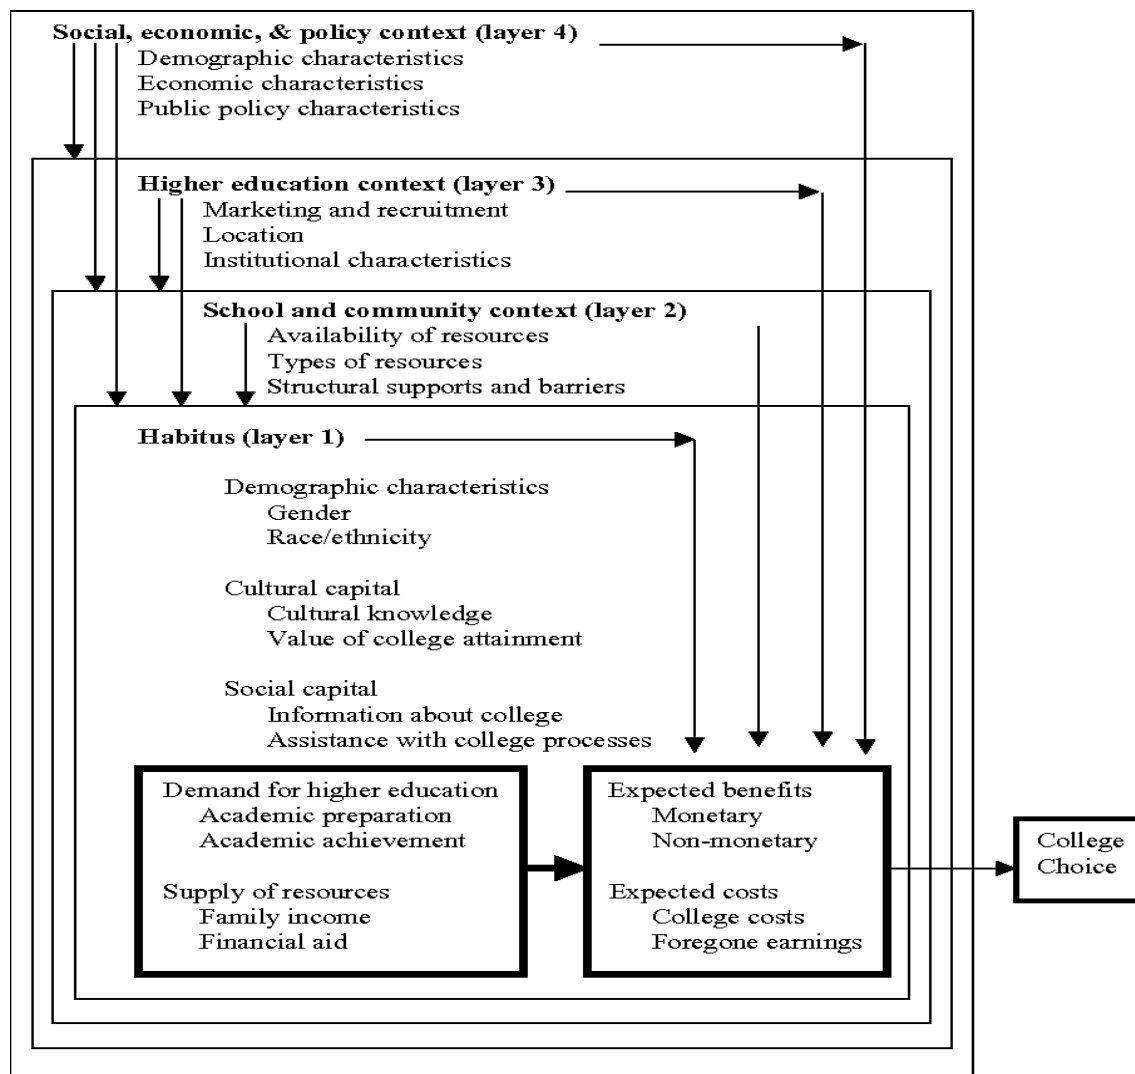 Social, economic, & policy context (layer 4)
Demographic characteristics
Economic characteristics
Public policy characteristics
Higher education context (layer 3)
Marketing and recruitment
Location
Institutional characteristics
School and community context (layer 2)
Availability of resources
Types of resources
Structural supports and barriers
Habitus (layer 1)
Demographic characteristics
Gender
Race/ethnicity
Cultural capital
Cultural knowledge
Value of college attainment
Social capital
Information about college
Assistance with college processes
Demand for higher education
Academic preparation
Academic achievement
Supply of resources
Family income
Financial aid
Expected benefits
Monetary
Non-monetary
Expected costs
College costs
Foregone earnings
College
Choice